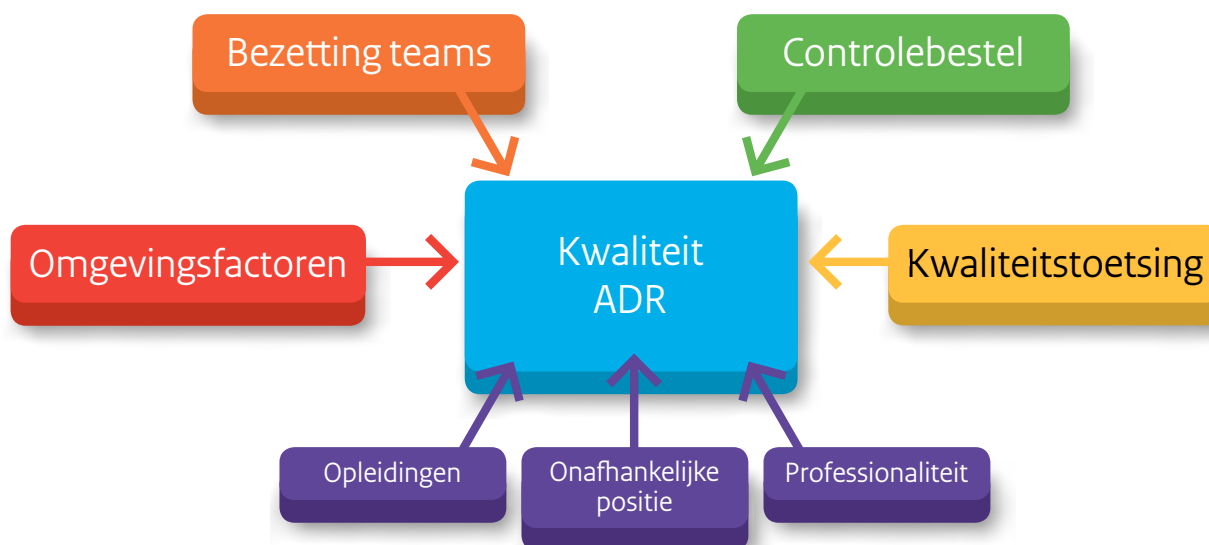 Bezetting teams
Controlebestel
Omgevingsfactoren
Kwaliteit
ADR
Kwaliteitstoetsing
Opleidingen
Onafhankelijke
positie
Professionaliteit